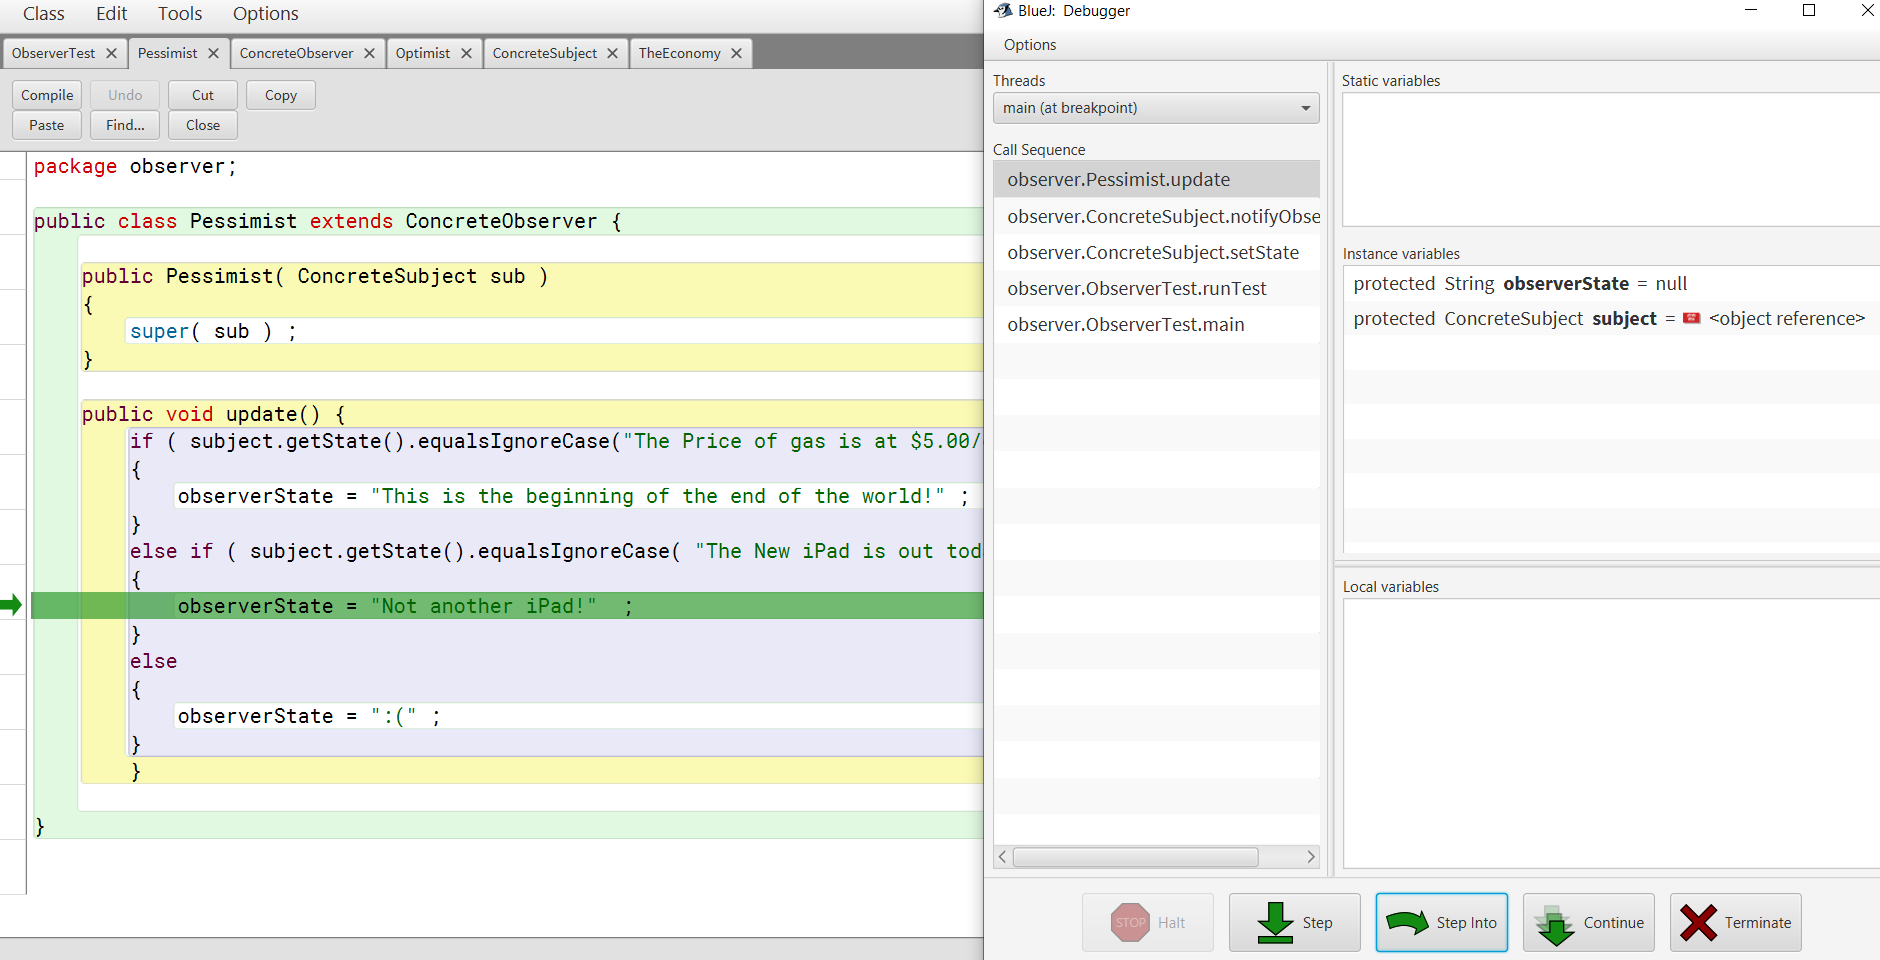 Class Edit Tools Options
ObserverTest Pessimist ConcreteObserver Optimist ConcreteSubject TheEconomy
Compile Undo Cut Copy
Paste Find... Close
package observer;
public class Pessimist extends ConcreteObserver {
public Pessimist( ConcreteSubject sub )
{
super( sub ) ;
}
public void update() {
if ( subject.getState().equalsIgnoreCase("The Price of gas is at $5.00/
{
observerState = "This is the beginning of the end of the world!" ;
}
else if ( subject.getState().equalsIgnoreCase( "The New iPad is out tod
{
observerState = "Not another iPad!"  ;
}
else
{
observerState = ":(" ;
}
}
}
BlueJ: Debugger
Options
Threads
main (at breakpoint)
Call Sequence
observer.Pessimist.update
observer.ConcreteSubject.notifyObse
observer.ConcreteSubject.setState
observer.ObserverTest.runTest
observer.ObserverTest.main
Static variables
Instance variables
protected String observerState = null
protected ConcreteSubject subject = <object reference>
Local variables
STOP Halt Step Step Into Continue Terminate